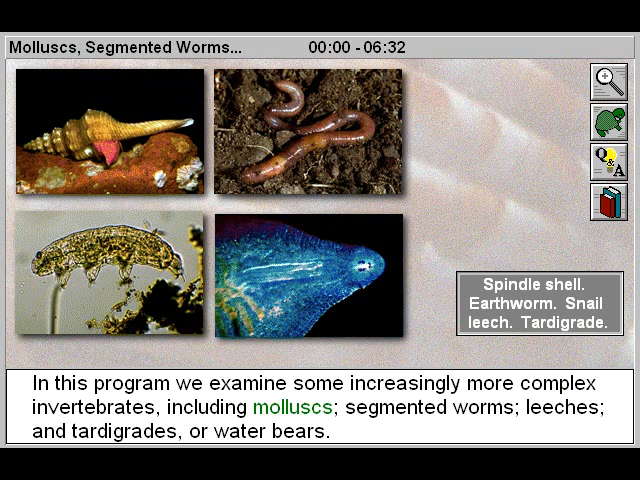 Molluscs, Segmented Worms... 00:00 - 06:32
Q & A
Spindle shell.
Earthworm. Snail
leech. Tardigrade.
In this program we examine some increasingly more complex
invertebrates, including molluscs; segmented worms; leeches;
and tardigrades, or water bears.